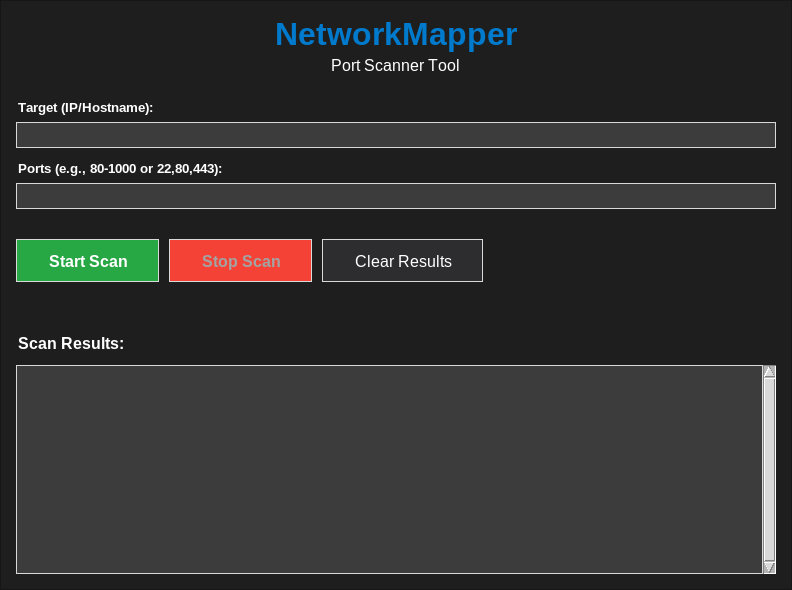 NetworkMapper
Port Scanner Tool
Target (IP/Hostname):
Ports (e.g., 80-1000 or 22,80,443):
Start Scan
Stop Scan
Clear Results
Scan Results: